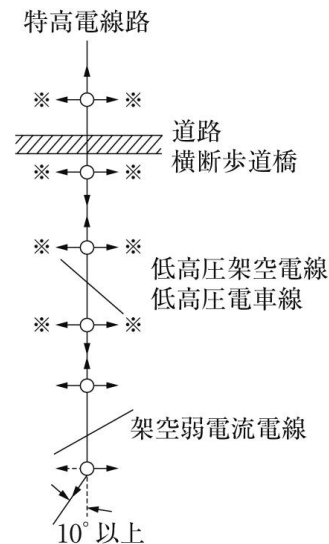 特高電線路
※ ※
道路
横断歩道橋
※ ※
※ ※
低高圧架空電線
低高圧電車線
※ ※
架空弱電流電線
10°以上